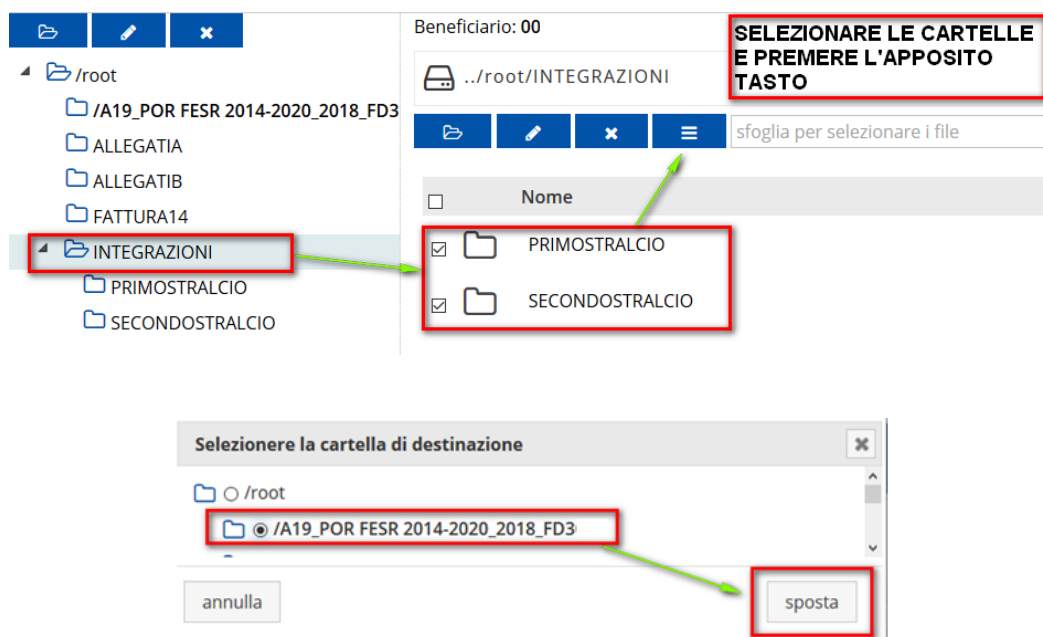 Beneficiario: 00
SELEZIONARE LE CARTELLE
E PREMERE L'APPOSITO
TASTO
/root
/A19_POR FESR 2014-2020_2018_FD3
ALLEGATIA
ALLEGATIB
FATTURA14
INTEGRAZIONI
PRIMOSTRALCIO
SECONDOSTRALCIO
../root/INTEGRAZIONI
sfoglia per selezionare i file
Nome
PRIMOSTRALCIO
SECONDOSTRALCIO
Selezionere la cartella di destinazione
/root
/A19_POR FESR 2014-2020_2018_FD3
annulla
sposta